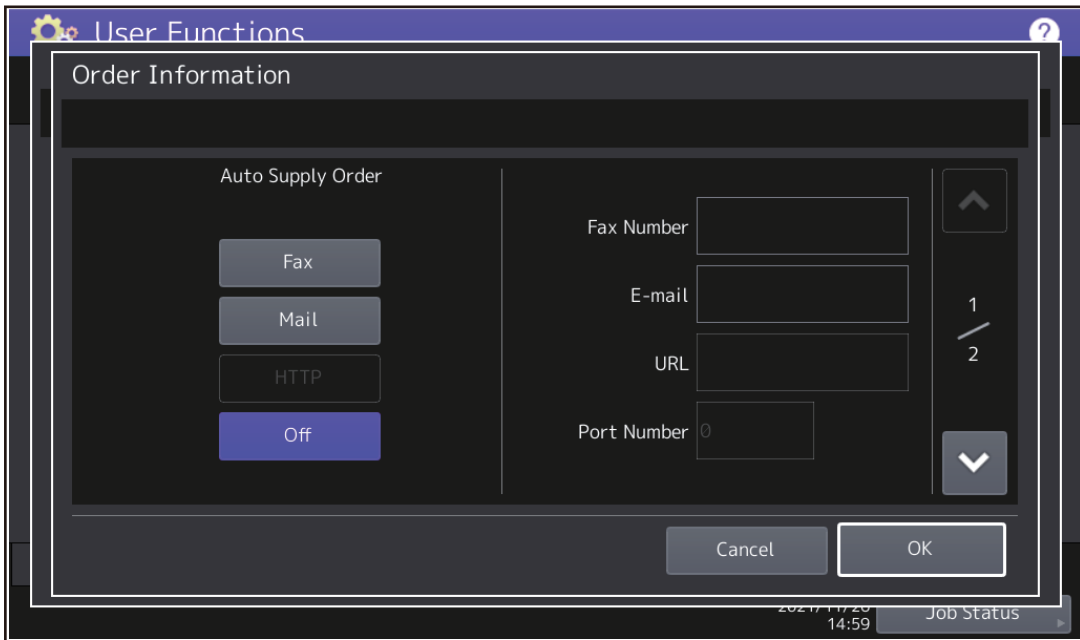 User Functions
?
Order Information
Auto Supply Order
Fax
Mail
HTTP
Off
Fax Number
E-mail
URL
Port Number 0
1
2
Cancel
OK
14:59
Job Status